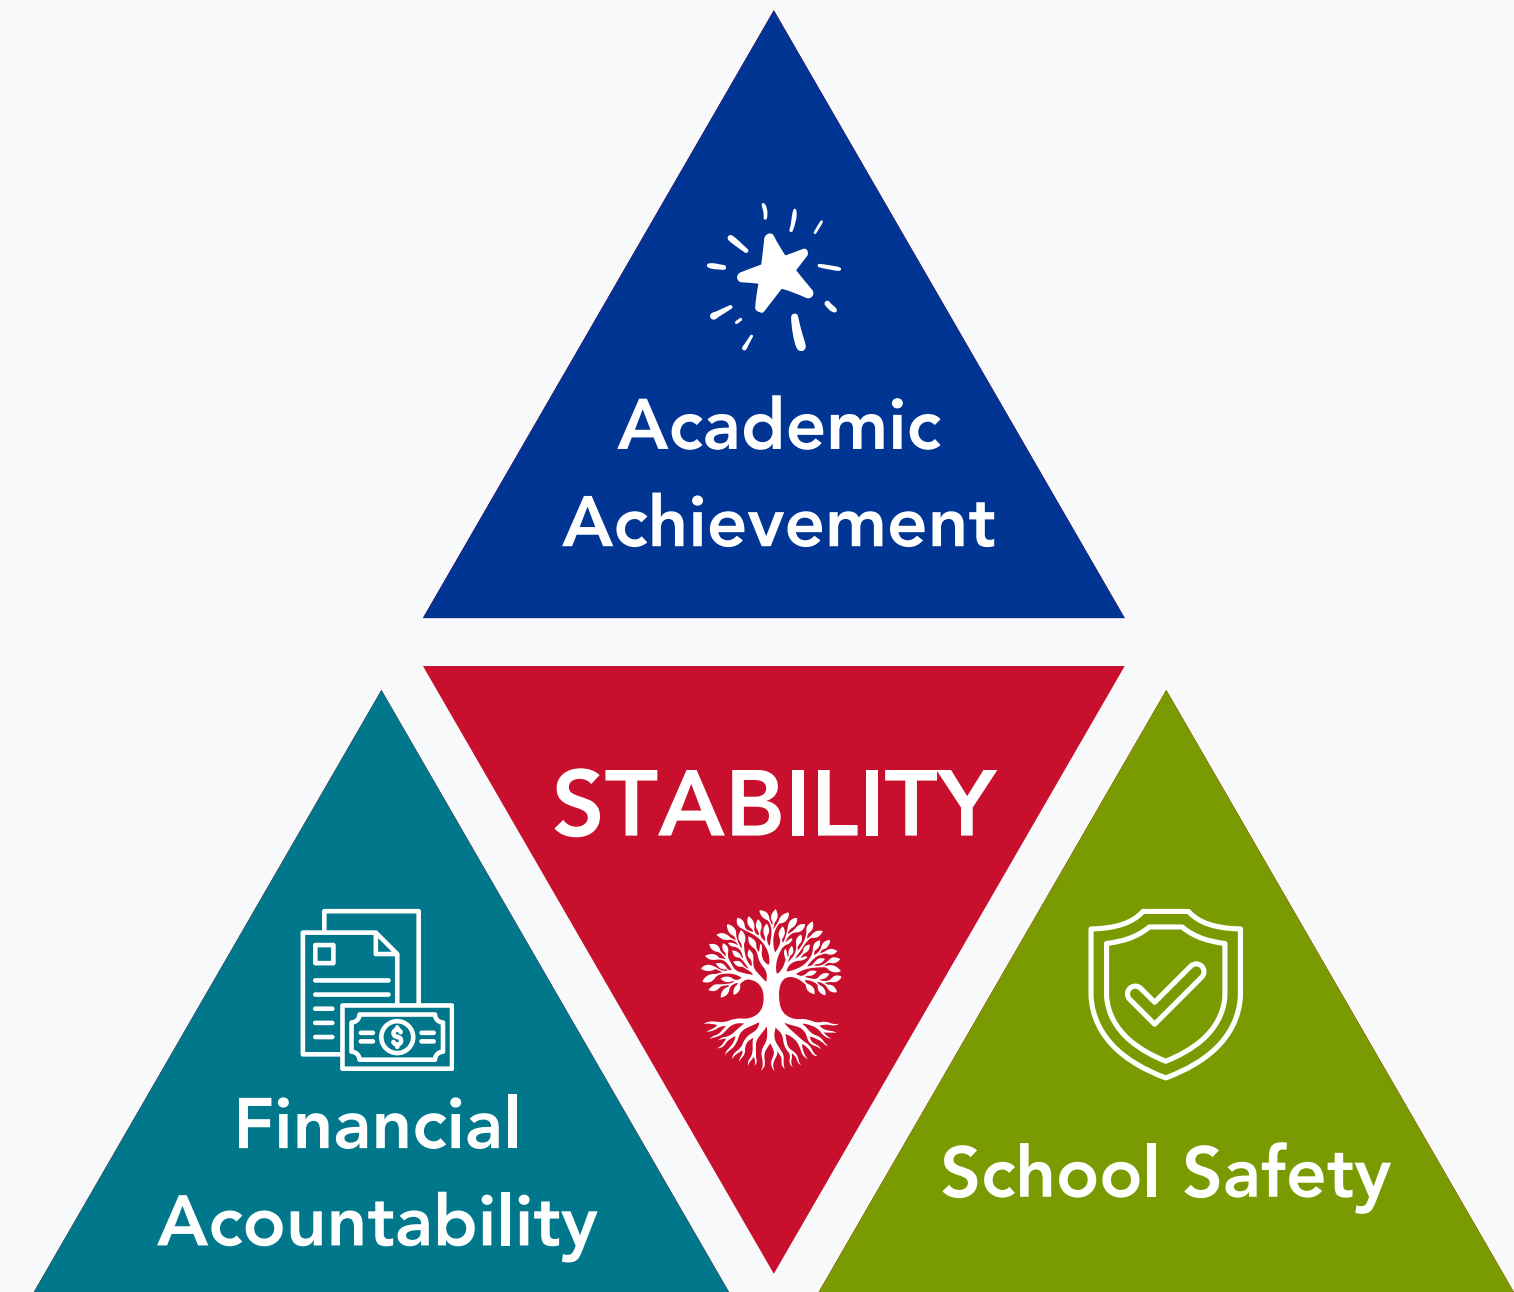 Academic
Achievement
STABILITY
Financial
Acountability
School Safety